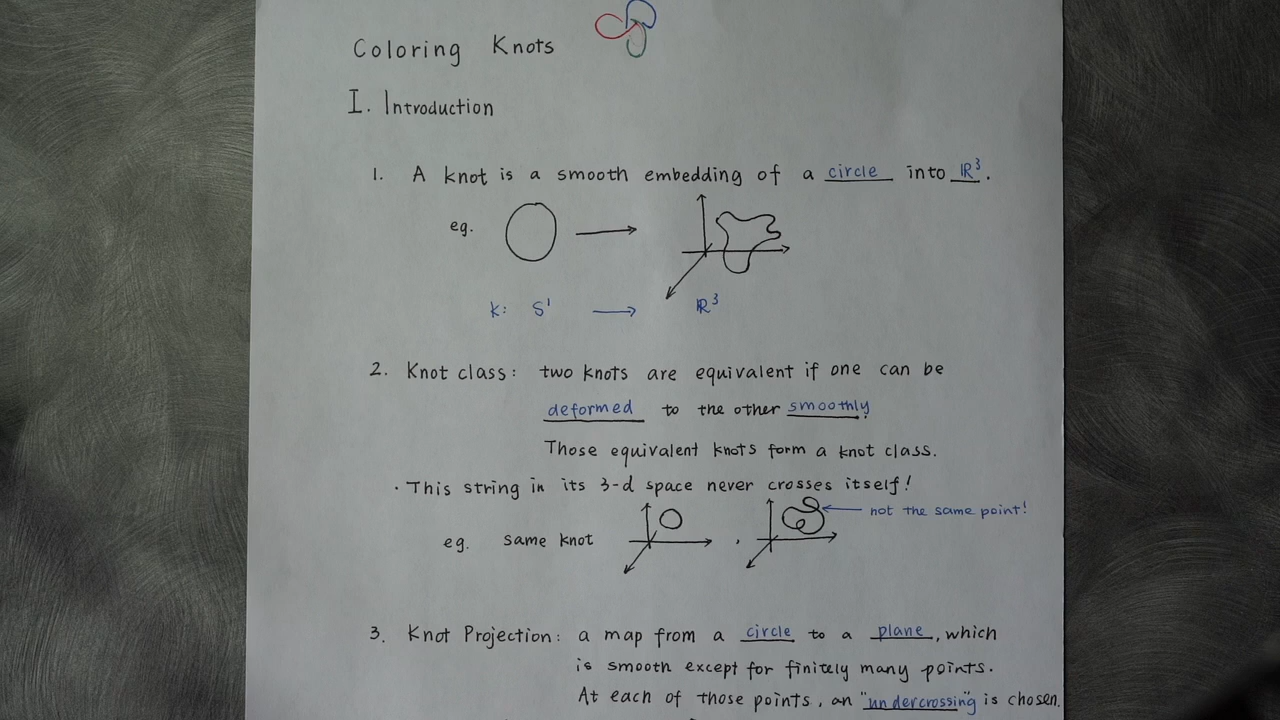 Coloring Knots
I. Introduction
1. A knot is a smooth embedding of a circle into ℝ³.
eg.
K: S¹ → ℝ³
2. Knot class: two knots are equivalent if one can be
deformed to the other smoothly.
Those equivalent knots form a knot class.
· This string in its 3-d space never crosses itself!
← not the same point!
eg. same knot ,
3. Knot Projection: a map from a circle to a plane, which
is smooth except for finitely many points.
At each of those points, an "undercrossing" is chosen.